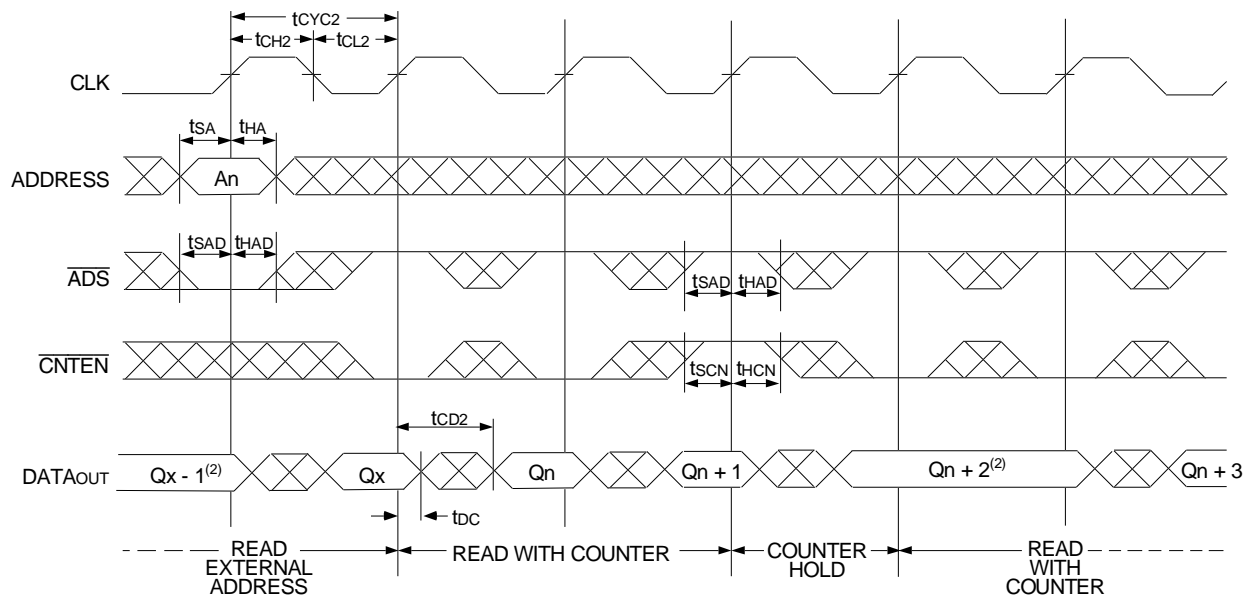 tCYC2
tCH2 tCL2
CLK
tSA tHA
ADDRESS An
tSAD tHAD
ADS
tSAD tHAD
CNTEN
tSCN tHCN
tCD2
DATAOUT Qx - 1(2) Qx Qn Qn + 1 Qn + 2(2) Qn + 3
tDC
READ EXTERNAL ADDRESS
READ WITH COUNTER
COUNTER HOLD
READ WITH COUNTER